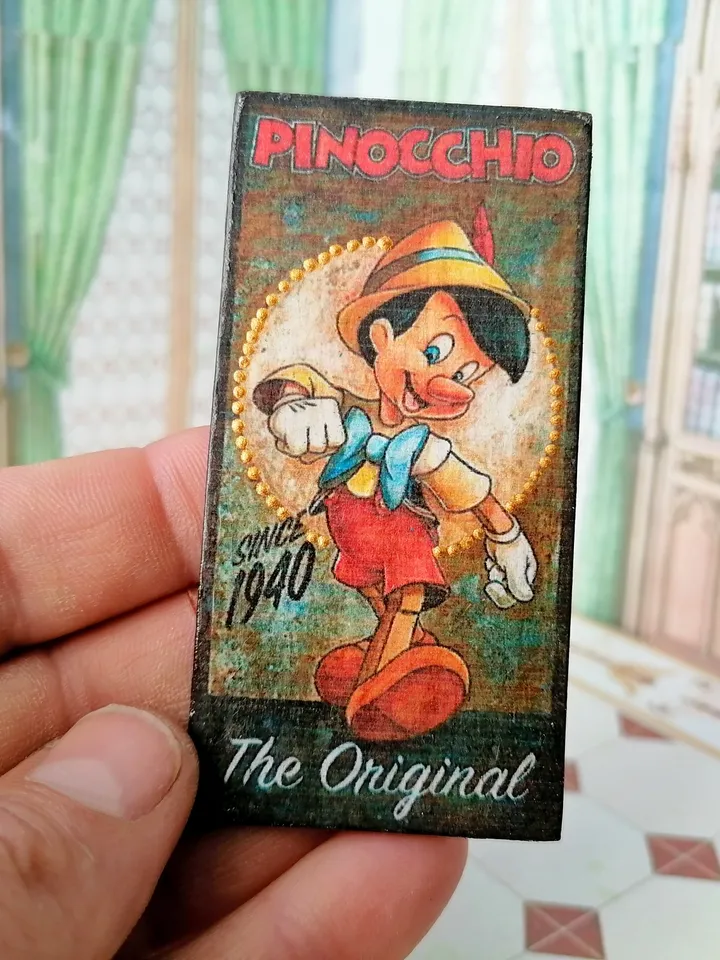 PINOCCHIO
SINCE
1940
The Original